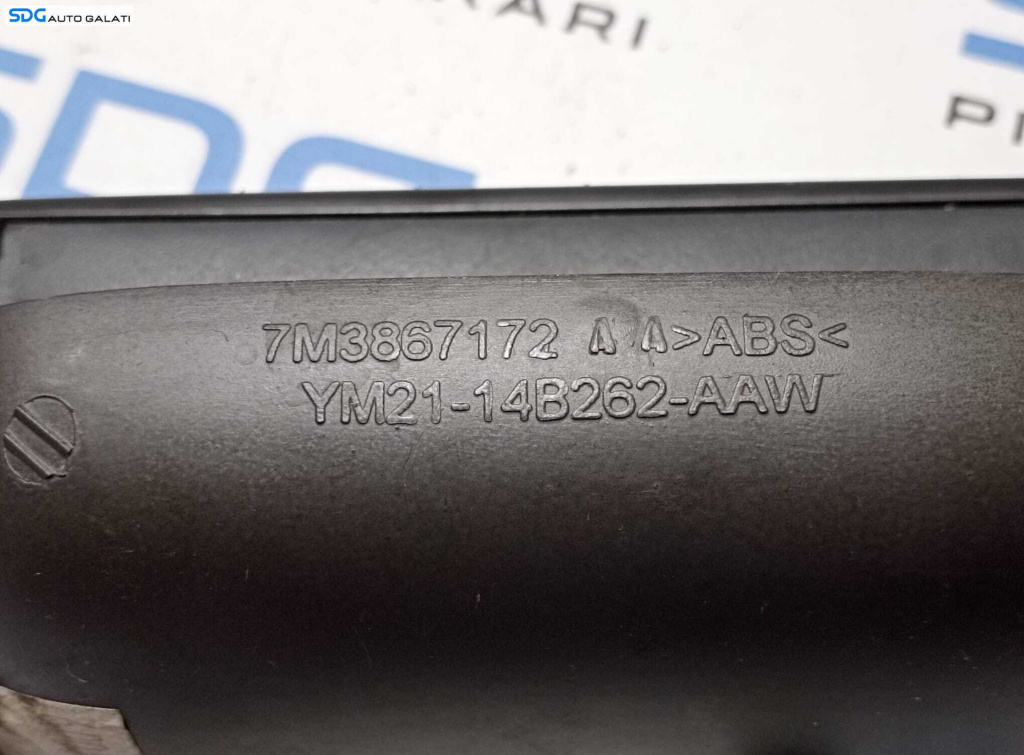 SDG AUTO GALATI
7M3867172 A A >ABS<
YM21-14B262-AAW